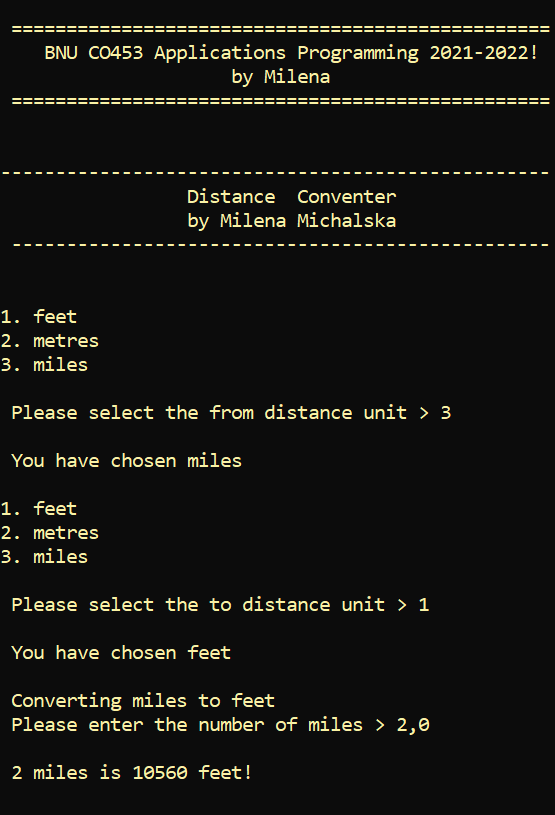 ==================================================
BNU CO453 Applications Programming 2021-2022!
by Milena
==================================================
--------------------------------------------------
Distance  Conventer
by Milena Michalska
--------------------------------------------------
1. feet
2. metres
3. miles
Please select the from distance unit > 3
You have chosen miles
1. feet
2. metres
3. miles
Please select the to distance unit > 1
You have chosen feet
Converting miles to feet
Please enter the number of miles > 2,0
2 miles is 10560 feet!